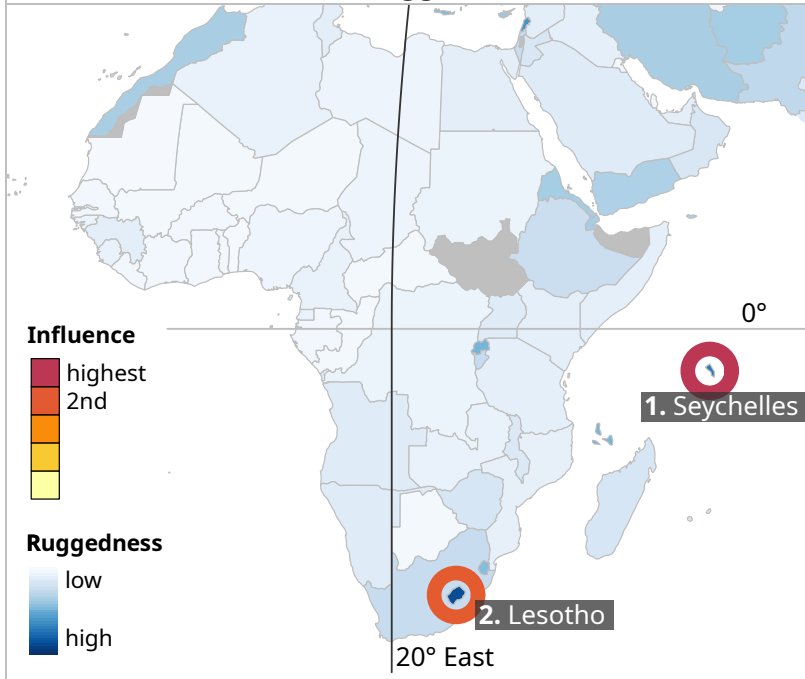 0°
Influence
highest
2nd
1. Seychelles
Ruggedness
low
high
2. Lesotho
20° East